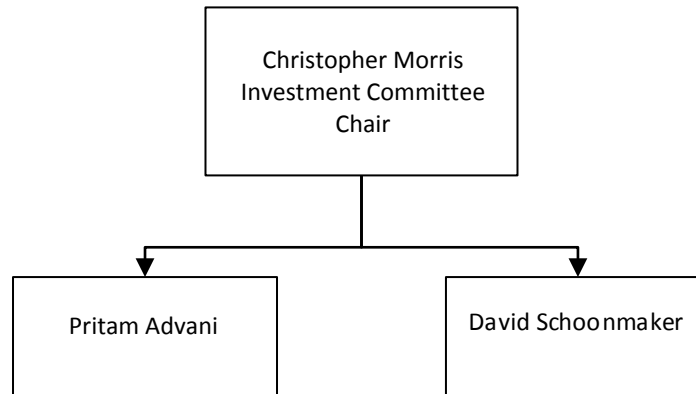 Christopher Morris
Investment Committee
Chair
Pritam Advani
David Schoonmaker